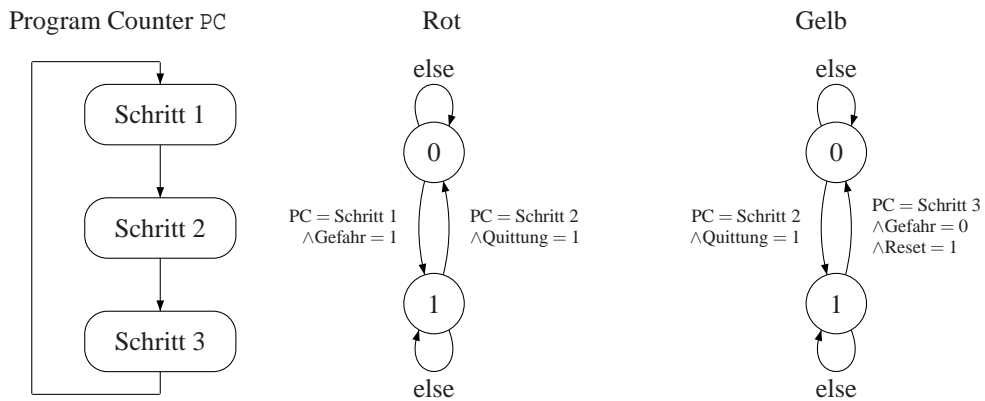 Program Counter PC
Schritt 1
Schritt 2
Schritt 3
Rot
else
0
PC = Schritt 1
∧Gefahr = 1
PC = Schritt 2
∧Quittung = 1
1
else
Gelb
else
0
PC = Schritt 2
∧Quittung = 1
PC = Schritt 3
∧Gefahr = 0
∧Reset = 1
1
else